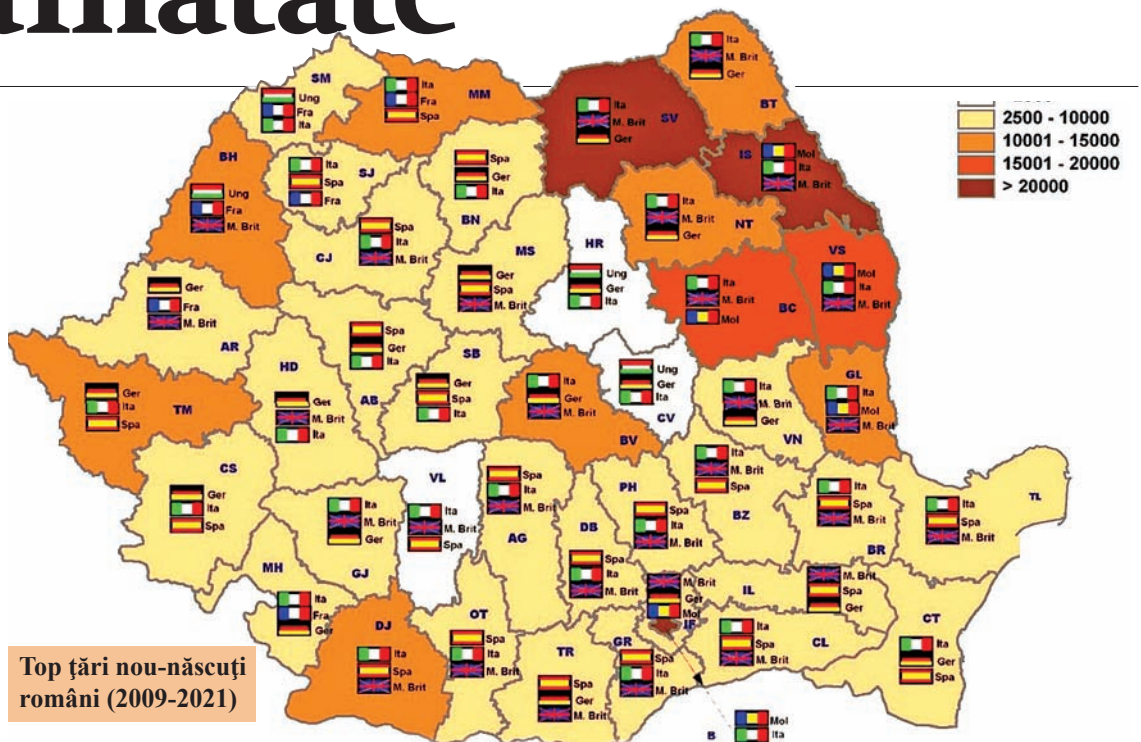 SM
Ung
Fra
Ita
Ita
Fra
Spa
MM
Ita
M. Brit
Ger
SV
Ita
M. Brit
Ger
BT
IS
Mol
Ita
M. Brit
2500 - 10000
10001 - 15000
15001 - 20000
> 20000
BH
Ung
Fra
M. Brit
Ita
Spa
Fra
SJ
Spa
Ger
Ita
BN
CJ
Spa
Ita
M. Brit
MS
Ger
Spa
M. Brit
HR
Ung
Ger
Ita
Ita
M. Brit
Ger
NT
Ita
M. Brit
Mol
BC
VS
Mol
Ita
M. Brit
Ger
Fra
M. Brit
AR
Spa
Ger
Ita
AB
Ger
Ita
Spa
TM
HD
Ger
M. Brit
Ita
SB
Ger
Spa
Ita
Ita
Ger
M. Brit
BV
Ung
Ger
Ita
CV
Ita
M. Brit
Ger
VN
GL
Ita
Mol
M. Brit
CS
Ger
Ita
Spa
Ita
M. Brit
Ger
GJ
VL
Ita
M. Brit
Spa
Spa
Ita
M. Brit
AG
DB
Spa
Ita
M. Brit
PH
Spa
Ita
M. Brit
Ita
M. Brit
Spa
BZ
Ita
Spa
M. Brit
BR
Ita
Spa
M. Brit
TL
MH
Ita
Fra
Ger
DJ
Ita
Spa
M. Brit
OT
Spa
Ita
M. Brit
TR
Spa
Ger
M. Brit
GR
Spa
Ita
M. Brit
M. Brit
Ger
Mol
IF
IL
M. Brit
Spa
Ger
Ita
Spa
M. Brit
CL
CT
Ita
Ger
Spa
B
Mol
Ita
Top ţări nou-născuţi
români (2009-2021)